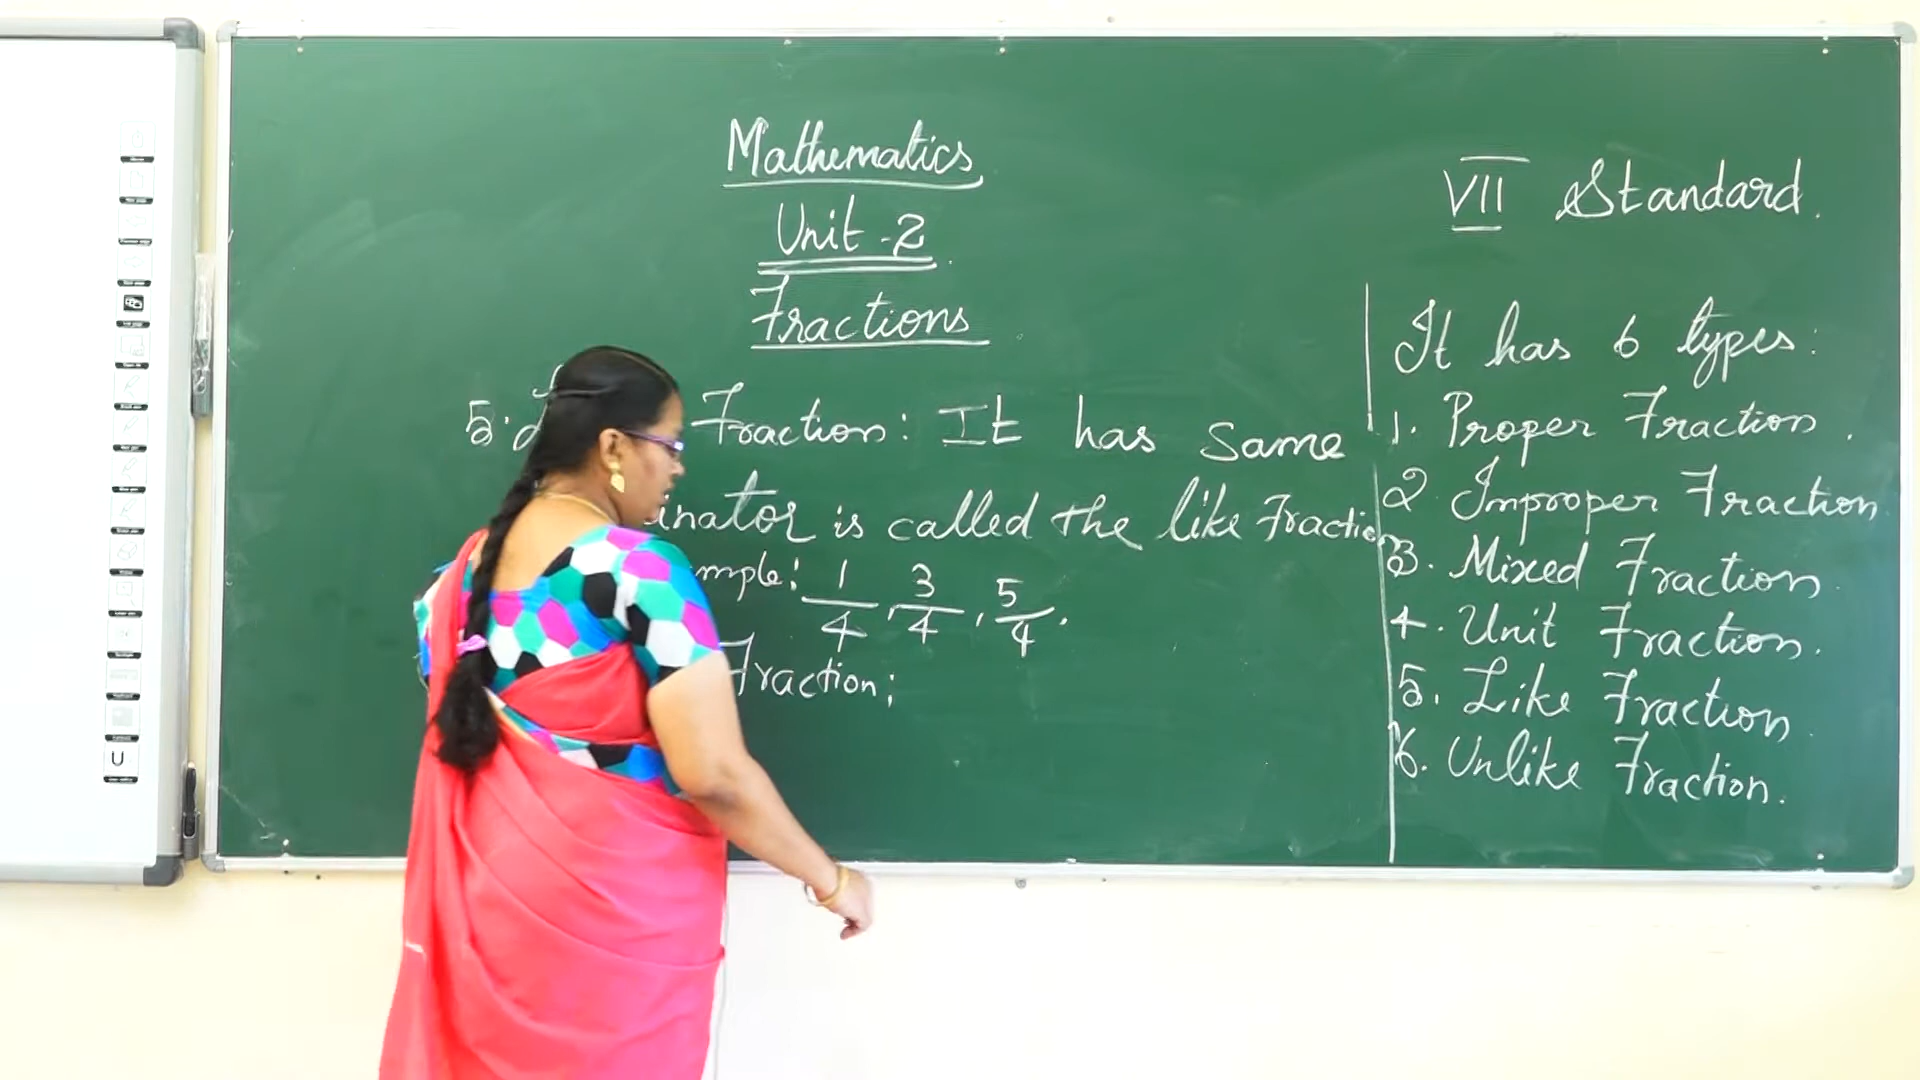 Mathematics
Unit - 2
Fractions
VII Standard.
5. Fraction: It has same
is called the like Fraction
1/4, 3/4, 5/4.
Fraction;
It has 6 types:
1. Proper Fraction.
2. Improper Fraction
3. Mixed Fraction.
4. Unit Fraction.
5. Like Fraction.
6. Unlike Fraction.
U